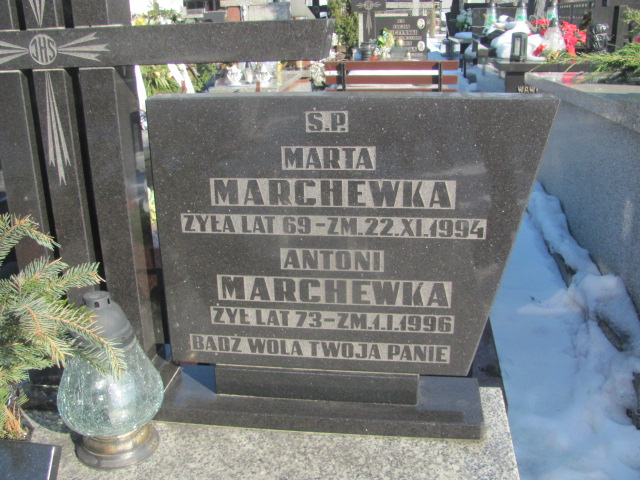 IHS
Ś.P.
MARTA
MARCHEWKA
ŻYŁA LAT 69-ZM.22.XI.1994
ANTONI
MARCHEWKA
ŻYŁ LAT 73-ZM.1.I.1996
BĄDŹ WOLA TWOJA PANIE